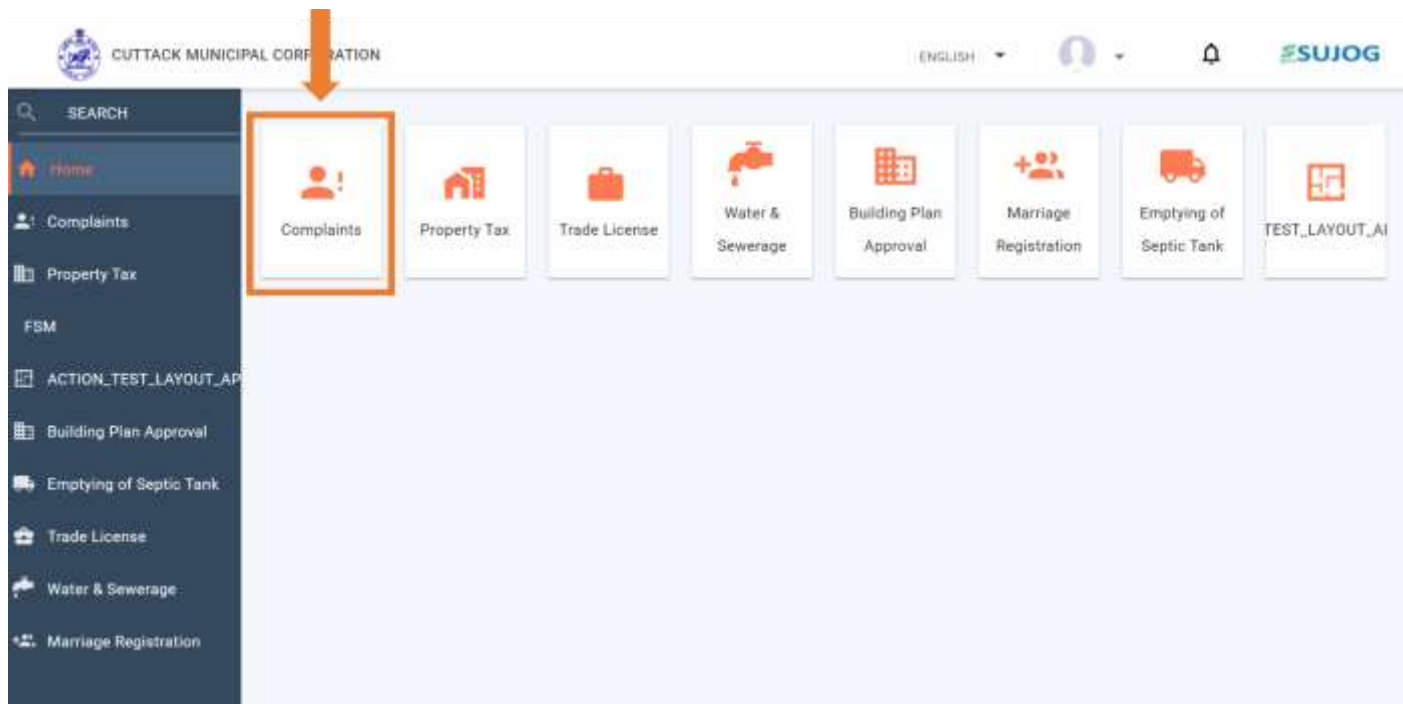 CUTTACK MUNICIPAL CORP RATION
ENGLISH
SUJOG
SEARCH
Home
Complaints
Property Tax
FSM
ACTION_TEST_LAYOUT_AP
Building Plan Approval
Emptying of Septic Tank
Trade License
Water & Sewerage
Marriage Registration
Complaints
Property Tax
Trade License
Water &
Sewerage
Building Plan
Approval
Marriage
Registration
Emptying of
Septic Tank
TEST_LAYOUT_AI